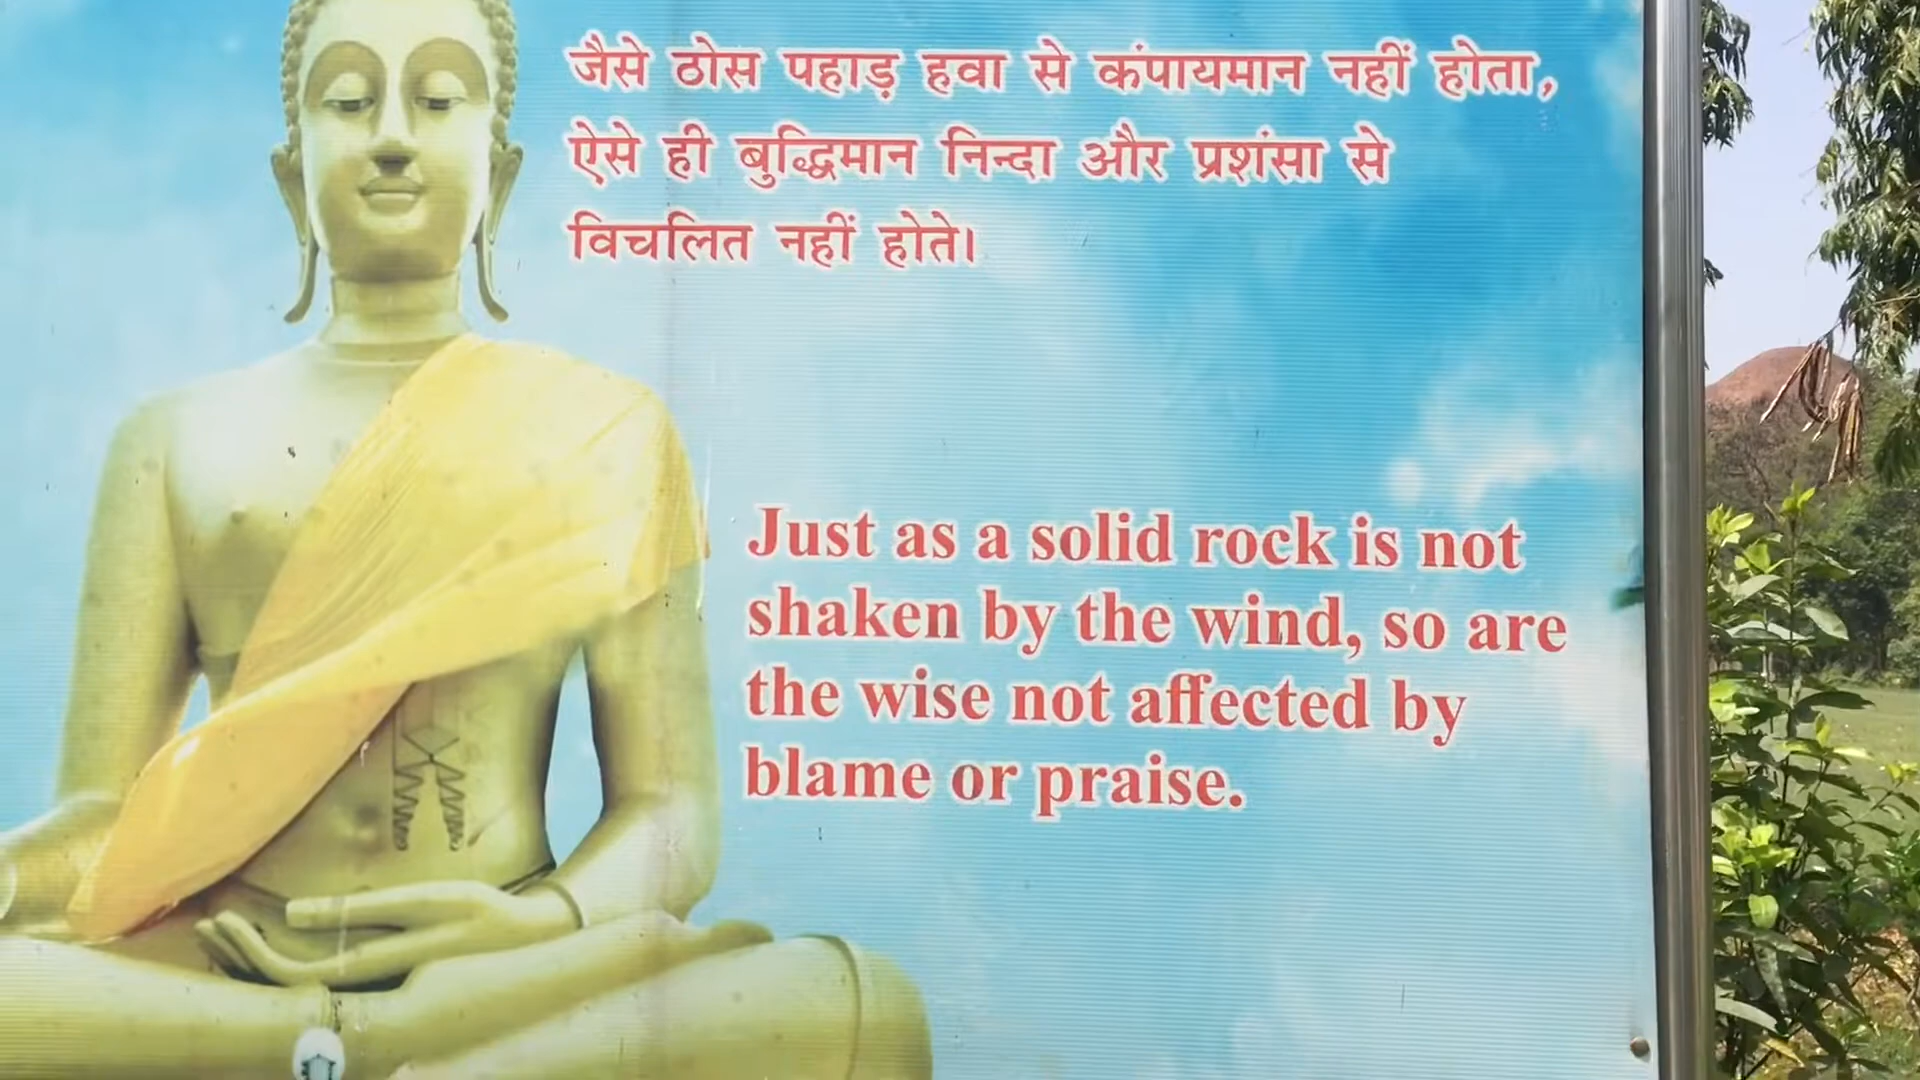 जैसे ठोस पहाड़ हवा से कंपायमान नहीं होता,
ऐसे ही बुद्धिमान निन्दा और प्रशंसा से
विचलित नहीं होते।
Just as a solid rock is not
shaken by the wind, so are
the wise not affected by
blame or praise.